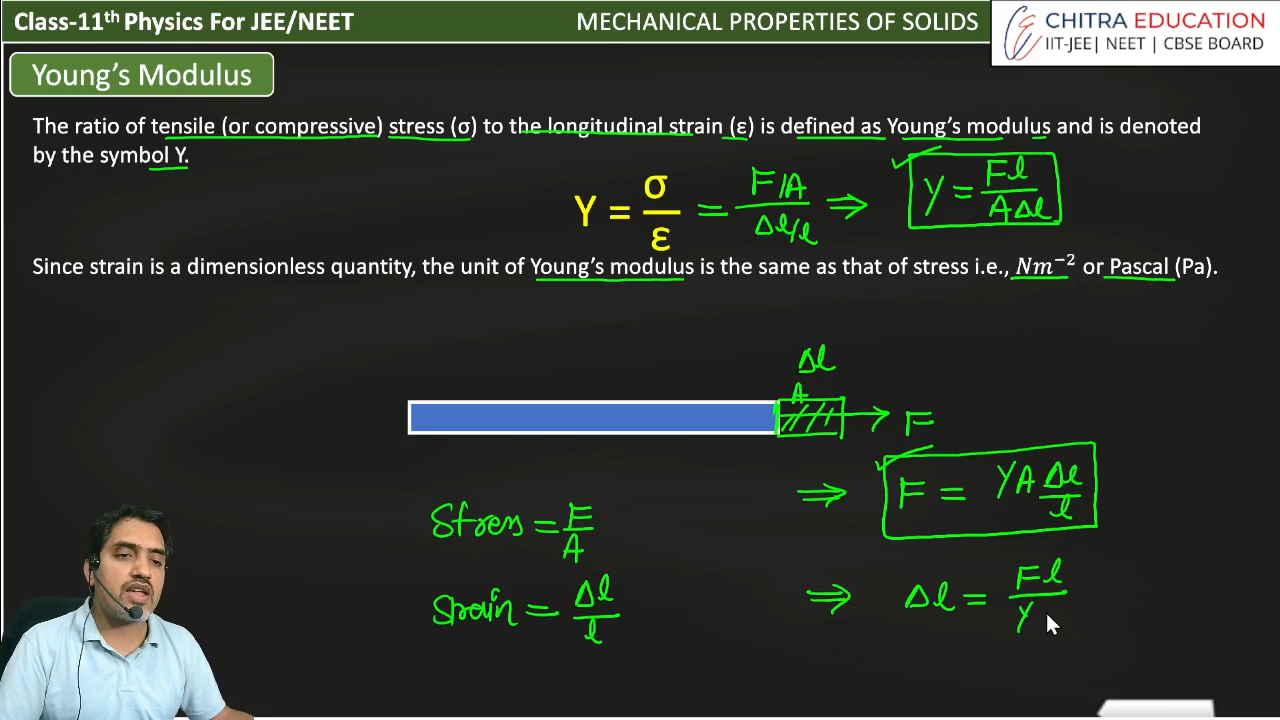 Class-11th Physics For JEE/NEET
MECHANICAL PROPERTIES OF SOLIDS
CHITRA EDUCATION
IIT-JEE| NEET | CBSE BOARD
Young's Modulus
The ratio of tensile (or compressive) stress (σ) to the longitudinal strain (ε) is defined as Young's modulus and is denoted
by the symbol Y.
Y = σ/ε = F/A / Δl/l ⇒ Y = Fl / AΔl
Since strain is a dimensionless quantity, the unit of Young's modulus is the same as that of stress i.e., Nm⁻² or Pascal (Pa).
Δl
A
F
⇒ F = YA Δl/l
Stress = F/A
Strain = Δl/l
⇒ Δl = Fl/Y